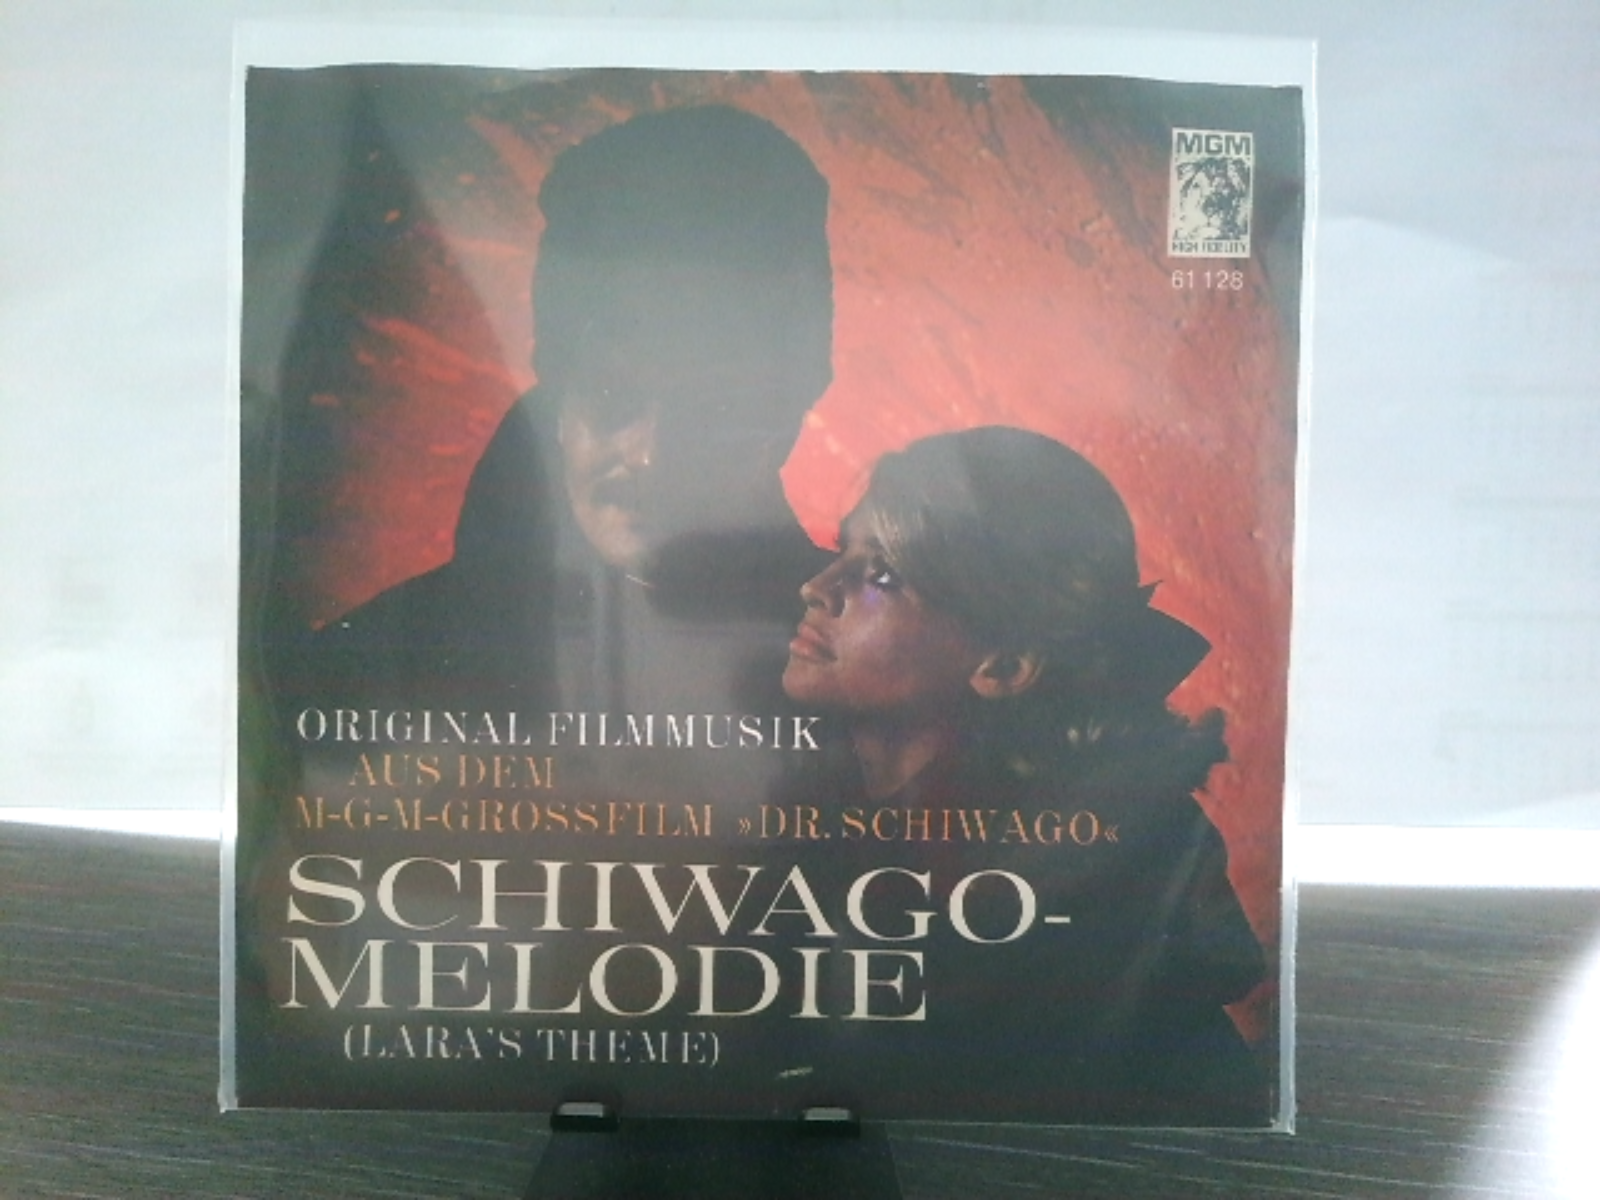 MGM
HIGH FIDELITY
61 128
ORIGINAL FILMMUSIK
AUS DEM
M-G-M-GROSSFILM »DR. SCHIWAGO«
SCHIWAGO-
MELODIE
(LARA'S THEME)